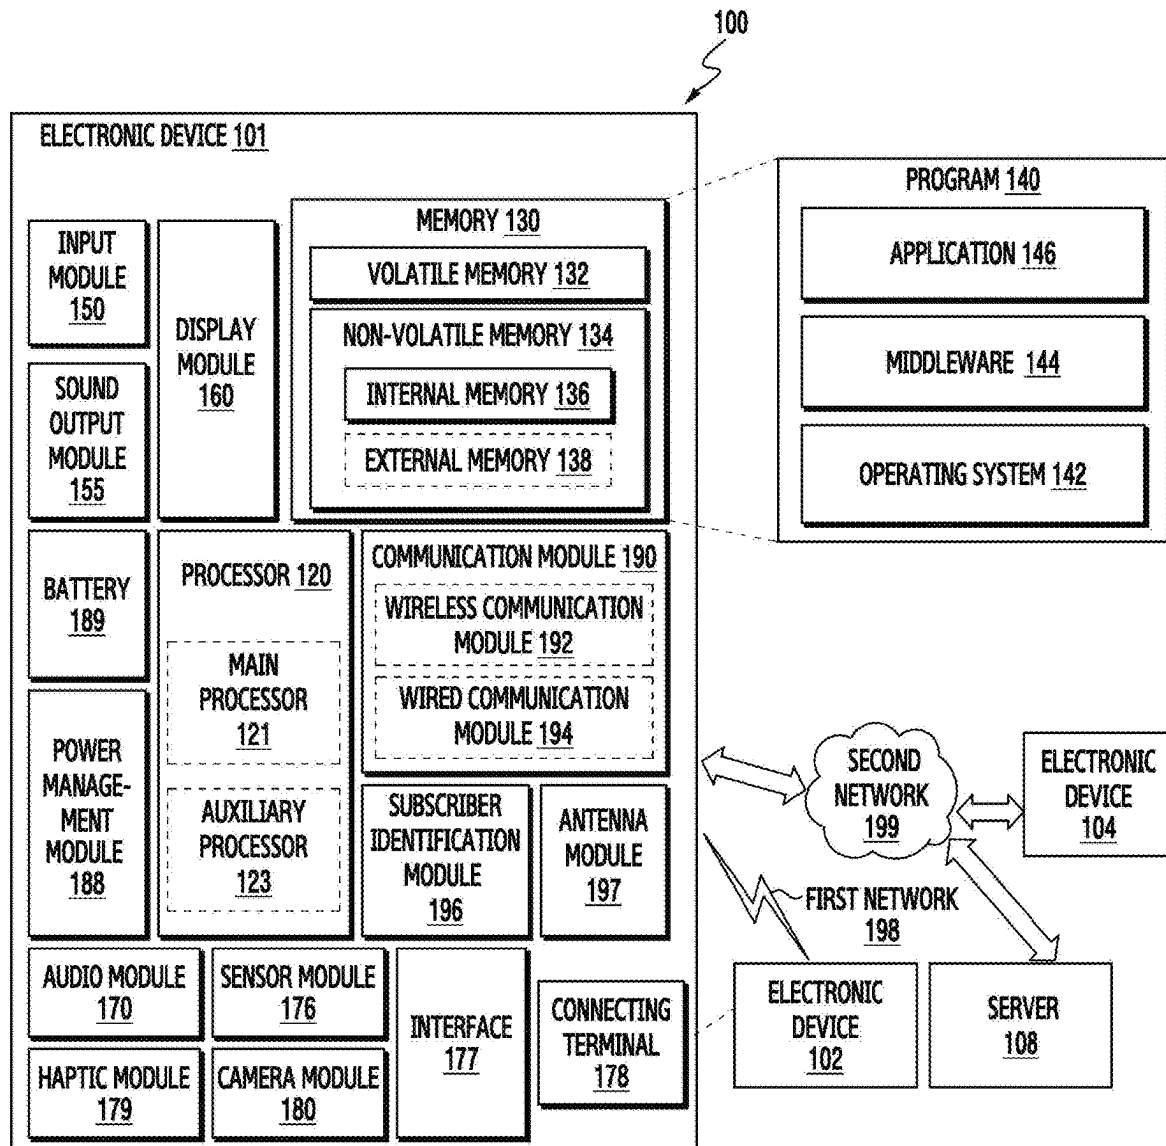 100
ELECTRONIC DEVICE 101
INPUT
MODULE
150
SOUND
OUTPUT
MODULE
155
DISPLAY
MODULE
160
MEMORY 130
VOLATILE MEMORY 132
NON-VOLATILE MEMORY 134
INTERNAL MEMORY 136
EXTERNAL MEMORY 138
PROGRAM 140
APPLICATION 146
MIDDLEWARE 144
OPERATING SYSTEM 142
BATTERY
189
POWER
MANAGE-
MENT
MODULE
188
PROCESSOR 120
MAIN
PROCESSOR
121
AUXILIARY
PROCESSOR
123
COMMUNICATION MODULE 190
WIRELESS COMMUNICATION
MODULE 192
WIRED COMMUNICATION
MODULE 194
SUBSCRIBER
IDENTIFICATION
MODULE
196
ANTENNA
MODULE
197
SECOND
NETWORK
199
ELECTRONIC
DEVICE
104
FIRST NETWORK
198
AUDIO MODULE
170
SENSOR MODULE
176
HAPTIC MODULE
179
CAMERA MODULE
180
INTERFACE
177
CONNECTING
TERMINAL
178
ELECTRONIC
DEVICE
102
SERVER
108